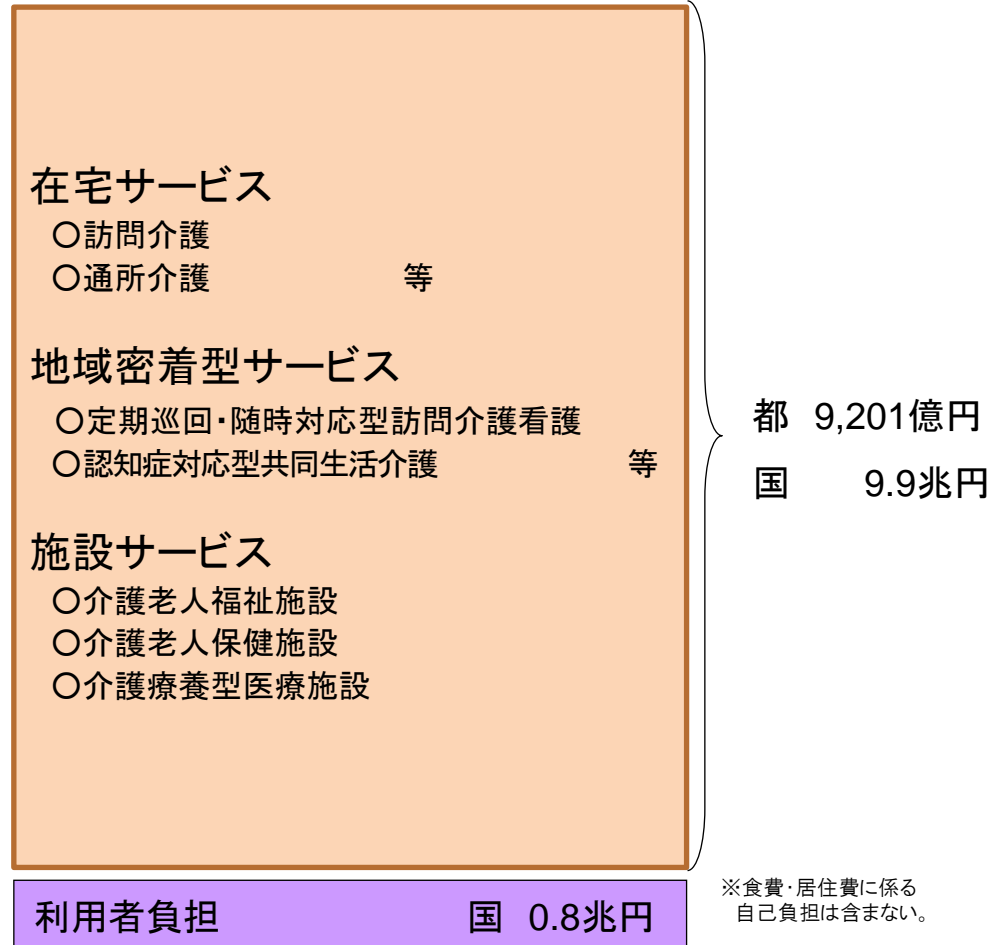 在宅サービス
○訪問介護
○通所介護 等
地域密着型サービス
○定期巡回・随時対応型訪問介護看護
○認知症対応型共同生活介護 等
施設サービス
○介護老人福祉施設
○介護老人保健施設
○介護療養型医療施設
都 9,201億円
国 9.9兆円
利用者負担 国 0.8兆円
※食費・居住費に係る
自己負担は含まない。